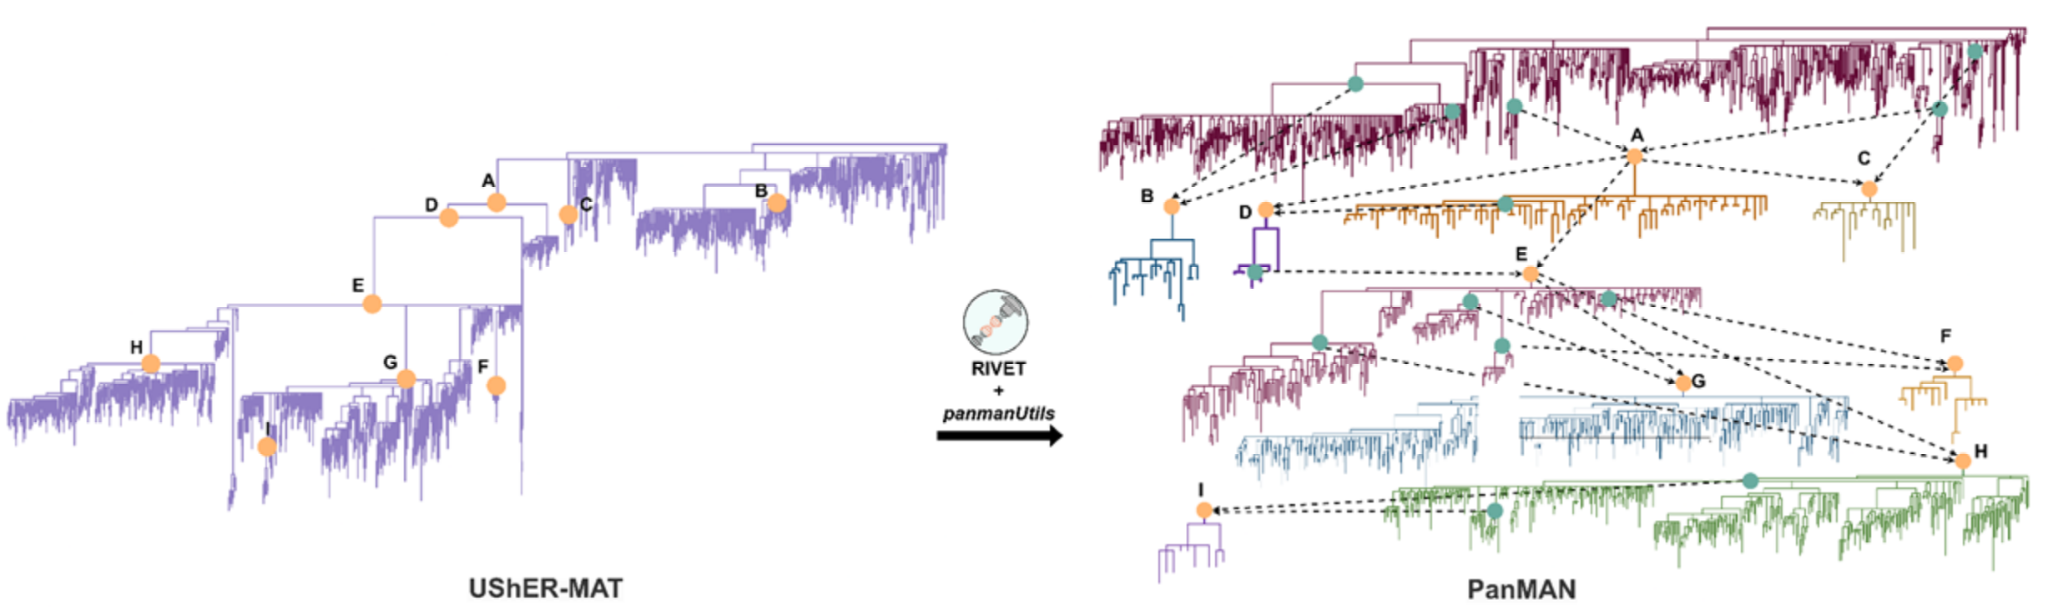 A
D
C
B
E
H
G
F
I
RIVET
+
panmanUtils
UShER-MAT
A
C
B
D
E
F
G
H
I
PanMAN